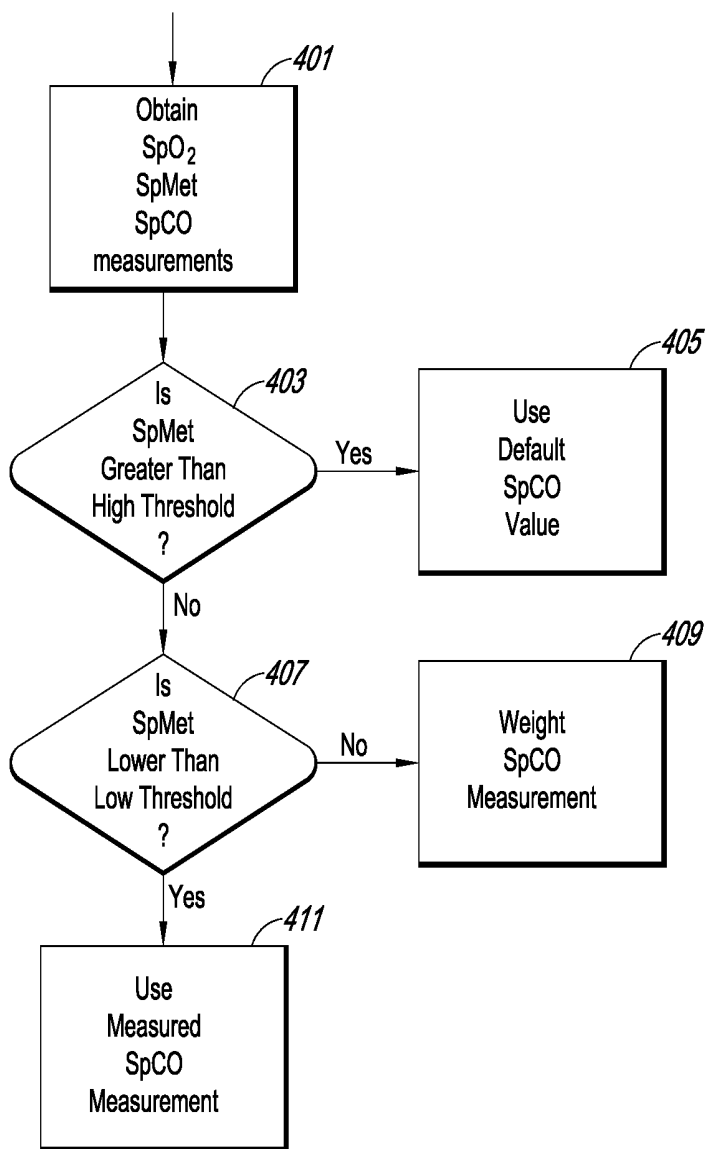 401
Obtain
SpO₂
SpMet
SpCO
measurements
403
Is
SpMet
Greater Than
High Threshold
?
Yes
405
Use
Default
SpCO
Value
No
407
Is
SpMet
Lower Than
Low Threshold
?
No
409
Weight
SpCO
Measurement
Yes
411
Use
Measured
SpCO
Measurement